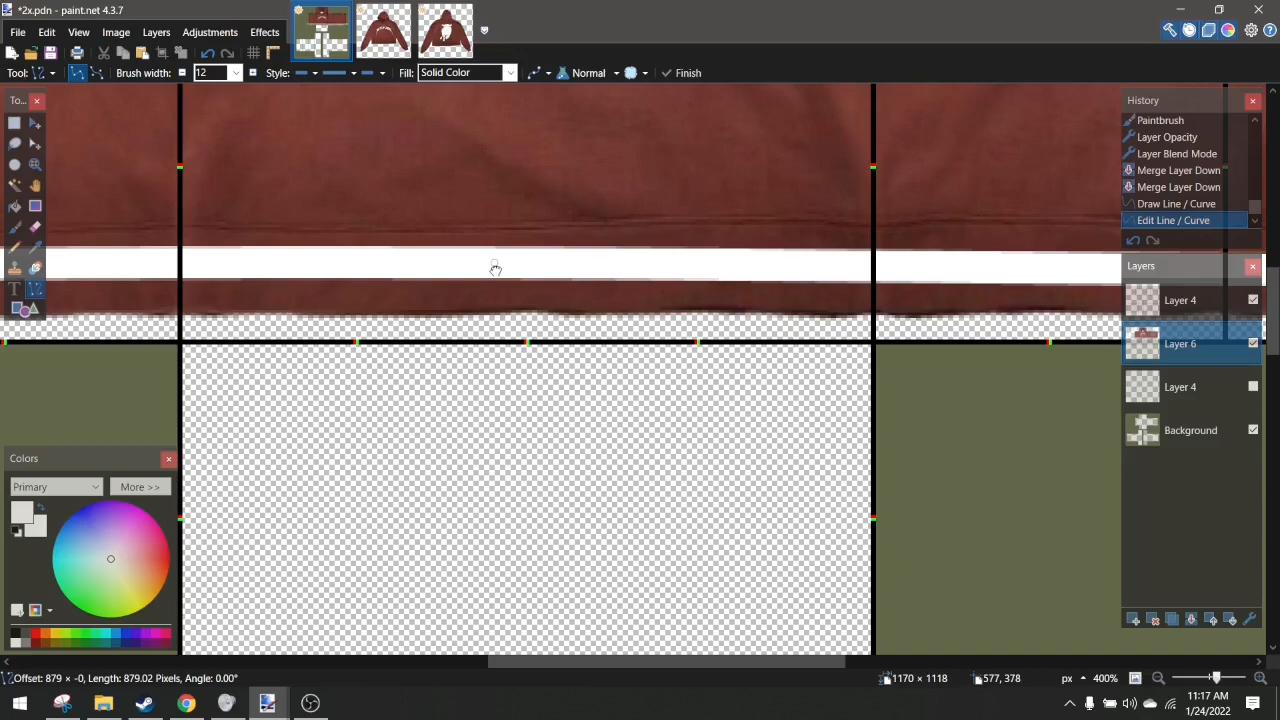 *2x.pdn - paint.net 4.3.7
File Edit View Image Layers Adjustments Effects
Tool: Brush width: 12 Style: Fill: Solid Color Normal Finish
To...
History
Paintbrush
Layer Opacity
Layer Blend Mode
Merge Layer Down
Merge Layer Down
Draw Line / Curve
Edit Line / Curve
Layers
Layer 4
Layer 6
Layer 4
Background
Colors
Primary More >>
Offset: 879 × -0, Length: 879.02 Pixels, Angle: 0.00° 1170 × 1118 577, 378 px 400%
11:17 AM
1/24/2022